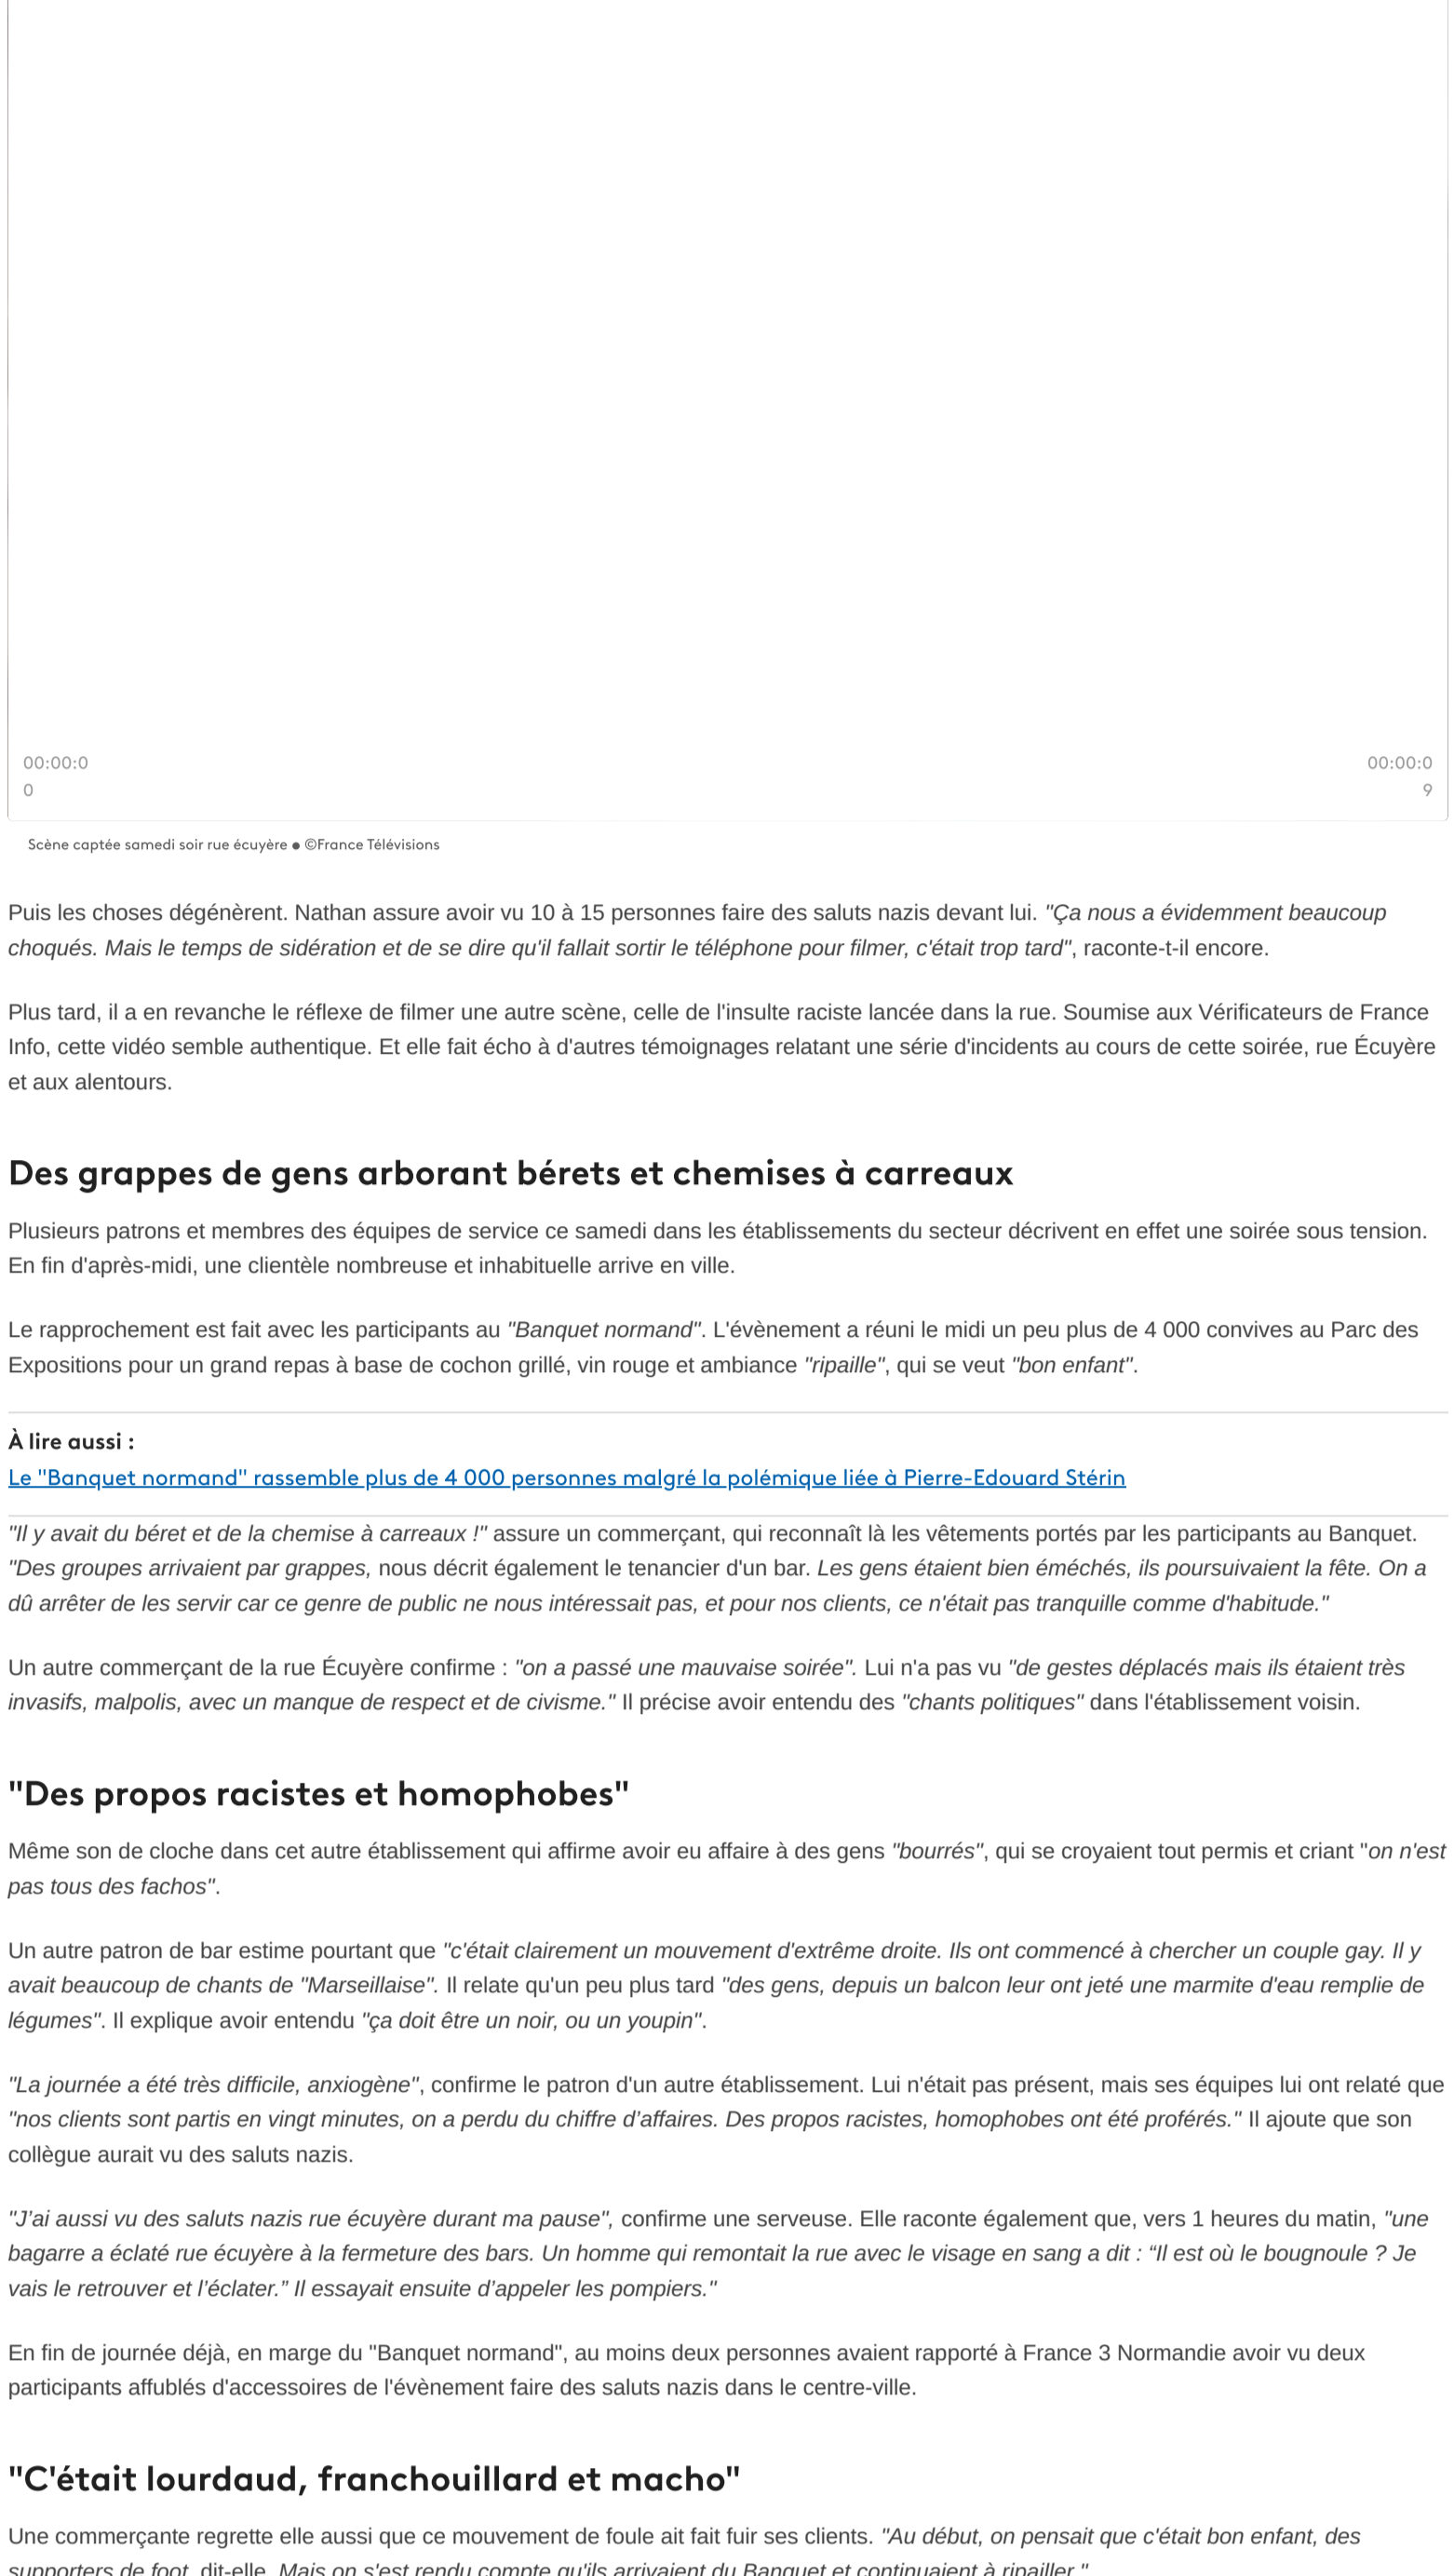 00:00:0
0
00:00:0
9
Scène captée samedi soir rue écuyère ● ©France Télévisions
Puis les choses dégénèrent. Nathan assure avoir vu 10 à 15 personnes faire des saluts nazis devant lui. "Ça nous a évidemment beaucoup
choqués. Mais le temps de sidération et de se dire qu'il fallait sortir le téléphone pour filmer, c'était trop tard", raconte-t-il encore.
Plus tard, il a en revanche le réflexe de filmer une autre scène, celle de l'insulte raciste lancée dans la rue. Soumise aux Vérificateurs de France
Info, cette vidéo semble authentique. Et elle fait écho à d'autres témoignages relatant une série d'incidents au cours de cette soirée, rue Écuyère
et aux alentours.
Des grappes de gens arborant bérets et chemises à carreaux
Plusieurs patrons et membres des équipes de service ce samedi dans les établissements du secteur décrivent en effet une soirée sous tension.
En fin d'après-midi, une clientèle nombreuse et inhabituelle arrive en ville.
Le rapprochement est fait avec les participants au "Banquet normand". L'évènement a réuni le midi un peu plus de 4 000 convives au Parc des
Expositions pour un grand repas à base de cochon grillé, vin rouge et ambiance "ripaille", qui se veut "bon enfant".
À lire aussi :
Le "Banquet normand" rassemble plus de 4 000 personnes malgré la polémique liée à Pierre-Edouard Stérin
"Il y avait du béret et de la chemise à carreaux !" assure un commerçant, qui reconnaît là les vêtements portés par les participants au Banquet.
"Des groupes arrivaient par grappes, nous décrit également le tenancier d'un bar. Les gens étaient bien éméchés, ils poursuivaient la fête. On a
dû arrêter de les servir car ce genre de public ne nous intéressait pas, et pour nos clients, ce n'était pas tranquille comme d'habitude."
Un autre commerçant de la rue Écuyère confirme : "on a passé une mauvaise soirée". Lui n'a pas vu "de gestes déplacés mais ils étaient très
invasifs, malpolis, avec un manque de respect et de civisme." Il précise avoir entendu des "chants politiques" dans l'établissement voisin.
"Des propos racistes et homophobes"
Même son de cloche dans cet autre établissement qui affirme avoir eu affaire à des gens "bourrés", qui se croyaient tout permis et criant "on n'est
pas tous des fachos".
Un autre patron de bar estime pourtant que "c'était clairement un mouvement d'extrême droite. Ils ont commencé à chercher un couple gay. Il y
avait beaucoup de chants de "Marseillaise". Il relate qu'un peu plus tard "des gens, depuis un balcon leur ont jeté une marmite d'eau remplie de
légumes". Il explique avoir entendu "ça doit être un noir, ou un youpin".
"La journée a été très difficile, anxiogène", confirme le patron d'un autre établissement. Lui n'était pas présent, mais ses équipes lui ont relaté que
"nos clients sont partis en vingt minutes, on a perdu du chiffre d’affaires. Des propos racistes, homophobes ont été proférés." Il ajoute que son
collègue aurait vu des saluts nazis.
"J’ai aussi vu des saluts nazis rue écuyère durant ma pause", confirme une serveuse. Elle raconte également que, vers 1 heures du matin, "une
bagarre a éclaté rue écuyère à la fermeture des bars. Un homme qui remontait la rue avec le visage en sang a dit : “Il est où le bougnoule ? Je
vais le retrouver et l’éclater.” Il essayait ensuite d’appeler les pompiers."
En fin de journée déjà, en marge du "Banquet normand", au moins deux personnes avaient rapporté à France 3 Normandie avoir vu deux
participants affublés d'accessoires de l'évènement faire des saluts nazis dans le centre-ville.
"C'était lourdaud, franchouillard et macho"
Une commerçante regrette elle aussi que ce mouvement de foule ait fait fuir ses clients. "Au début, on pensait que c'était bon enfant, des
supporters de foot, dit-elle. Mais on s'est rendu compte qu'ils arrivaient du Banquet et continuaient à ripailler."